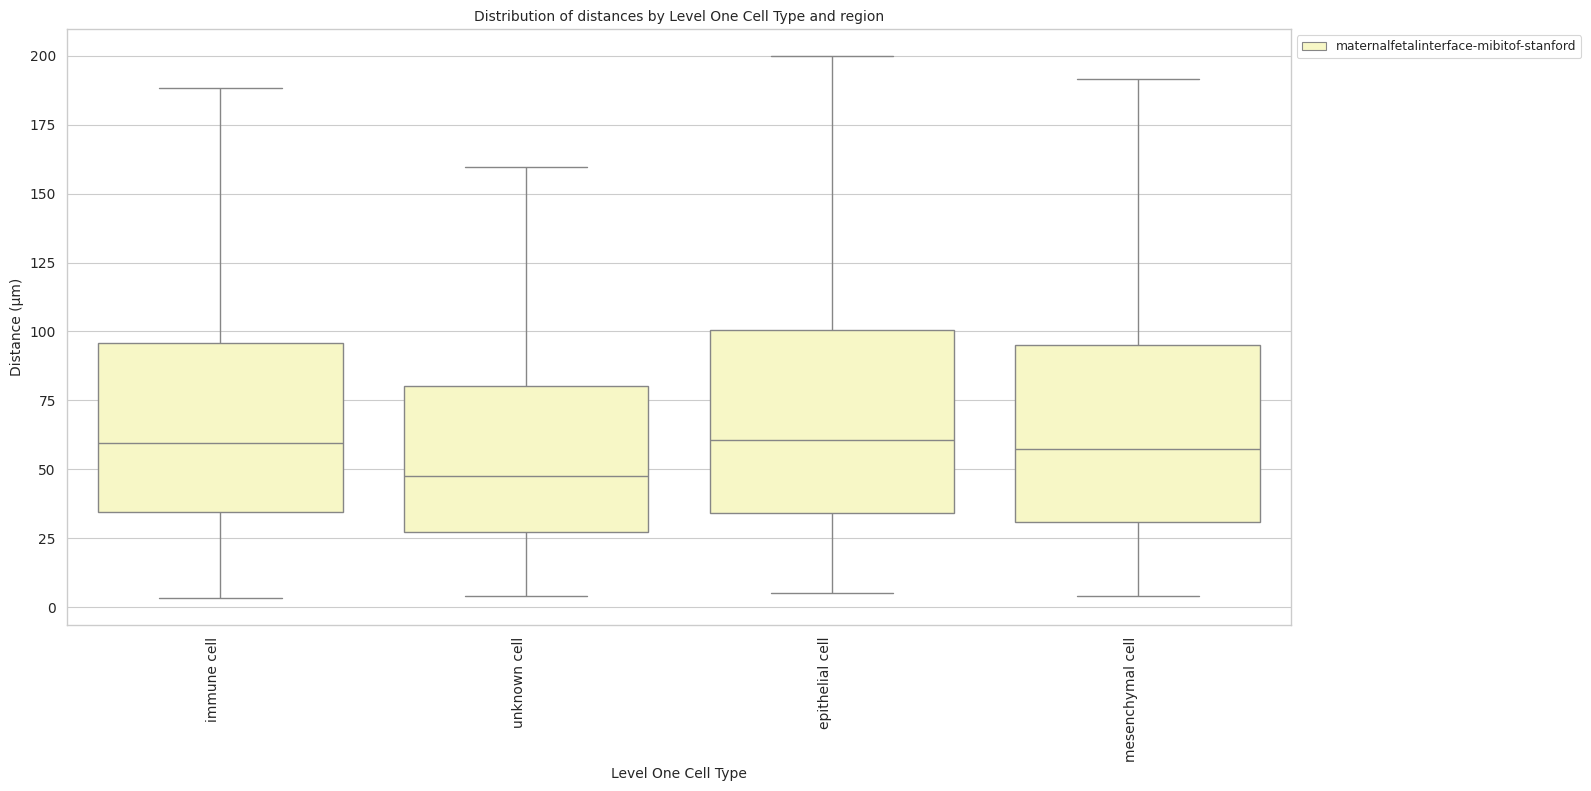 Distribution of distances by Level One Cell Type and region
maternalfetalinterface-mibitof-stanford
Distance (µm)
200
175
150
125
100
75
50
25
0
immune cell
unknown cell
epithelial cell
mesenchymal cell
Level One Cell Type